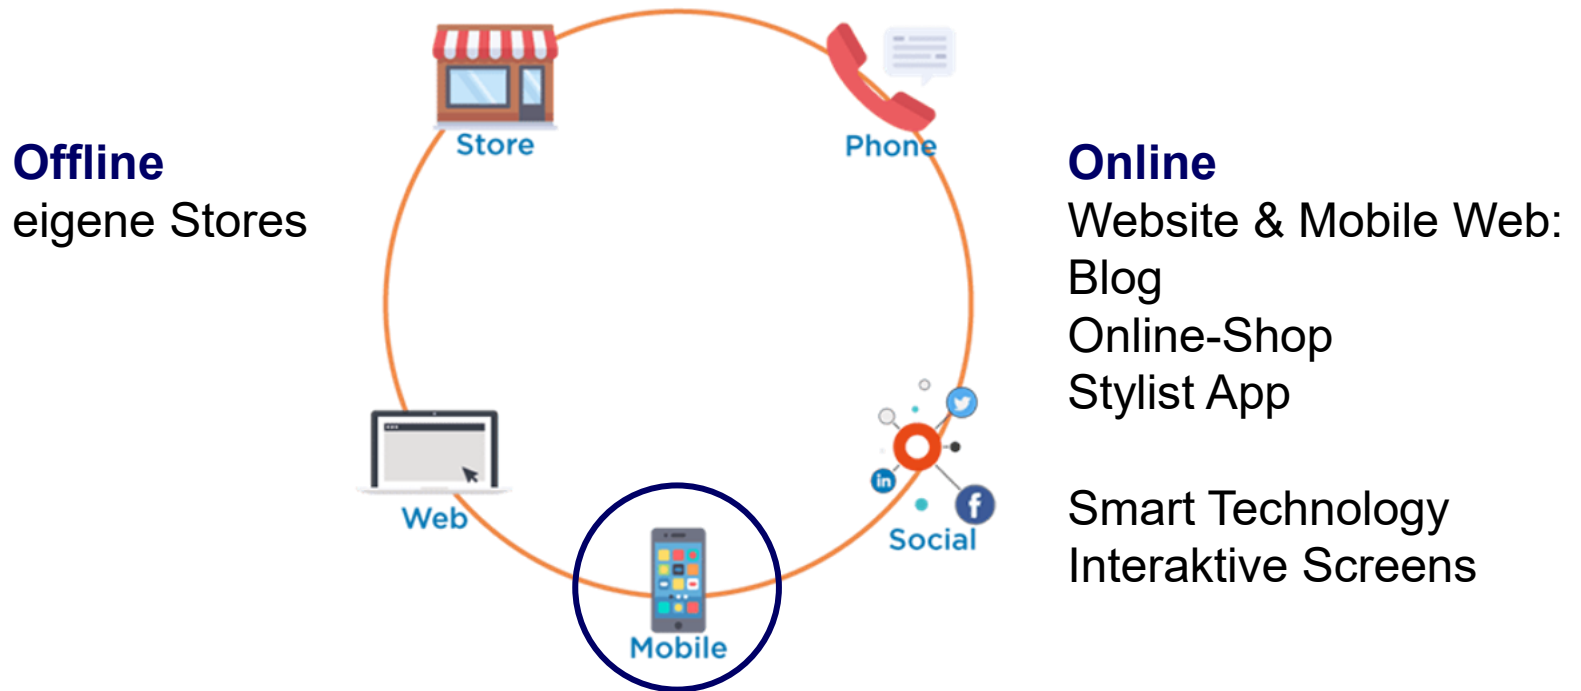 Offline
eigene Stores
Store
Phone
Web
Mobile
in
f
Social
Online
Website & Mobile Web:
Blog
Online-Shop
Stylist App
Smart Technology
Interaktive Screens